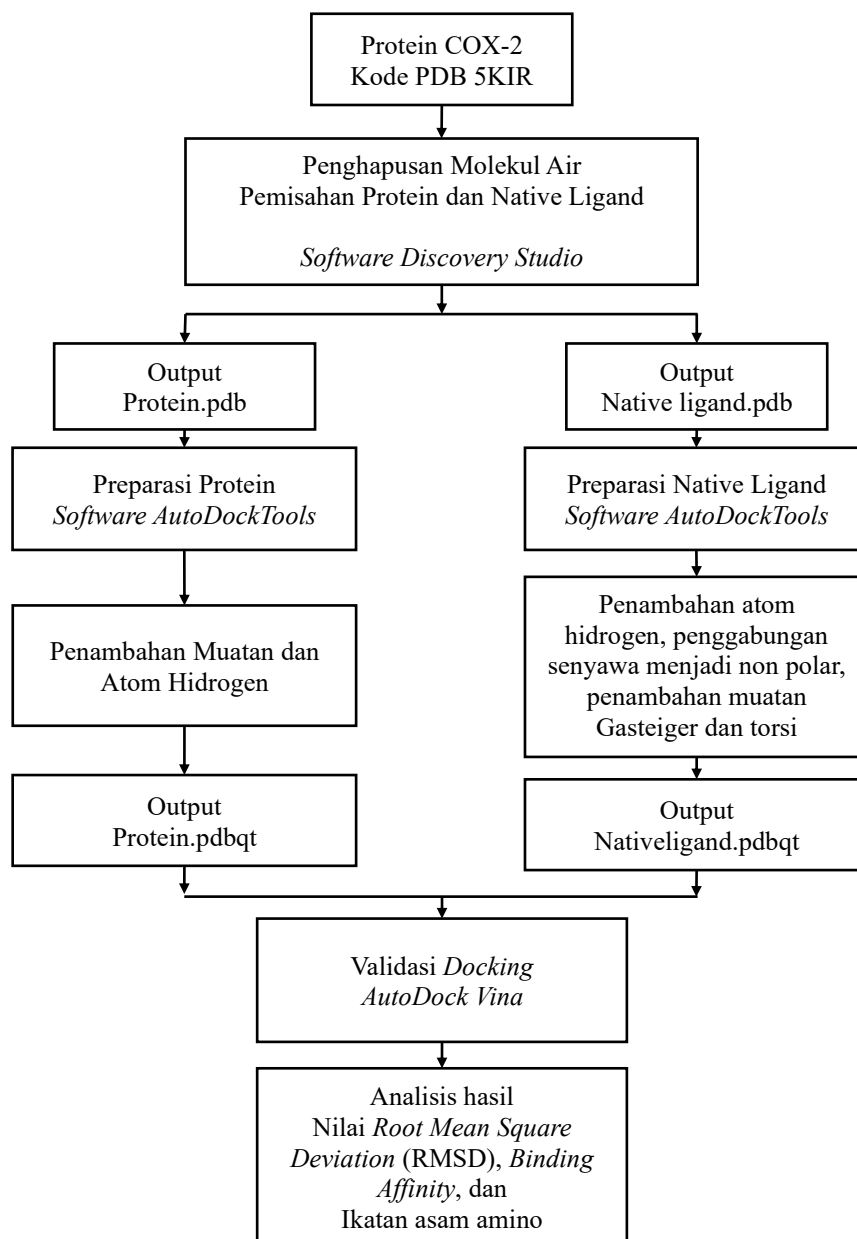 Protein COX-2
Kode PDB 5KIR
Penghapusan Molekul Air
Pemisahan Protein dan Native Ligand
Software Discovery Studio
Output
Protein.pdb
Output
Native ligand.pdb
Preparasi Protein
Software AutoDockTools
Preparasi Native Ligand
Software AutoDockTools
Penambahan Muatan dan
Atom Hidrogen
Penambahan atom
hidrogen, penggabungan
senyawa menjadi non polar,
penambahan muatan
Gasteiger dan torsi
Output
Protein.pdbqt
Output
Nativeligand.pdbqt
Validasi Docking
AutoDock Vina
Analisis hasil
Nilai Root Mean Square
Deviation (RMSD), Binding
Affinity, dan
Ikatan asam amino